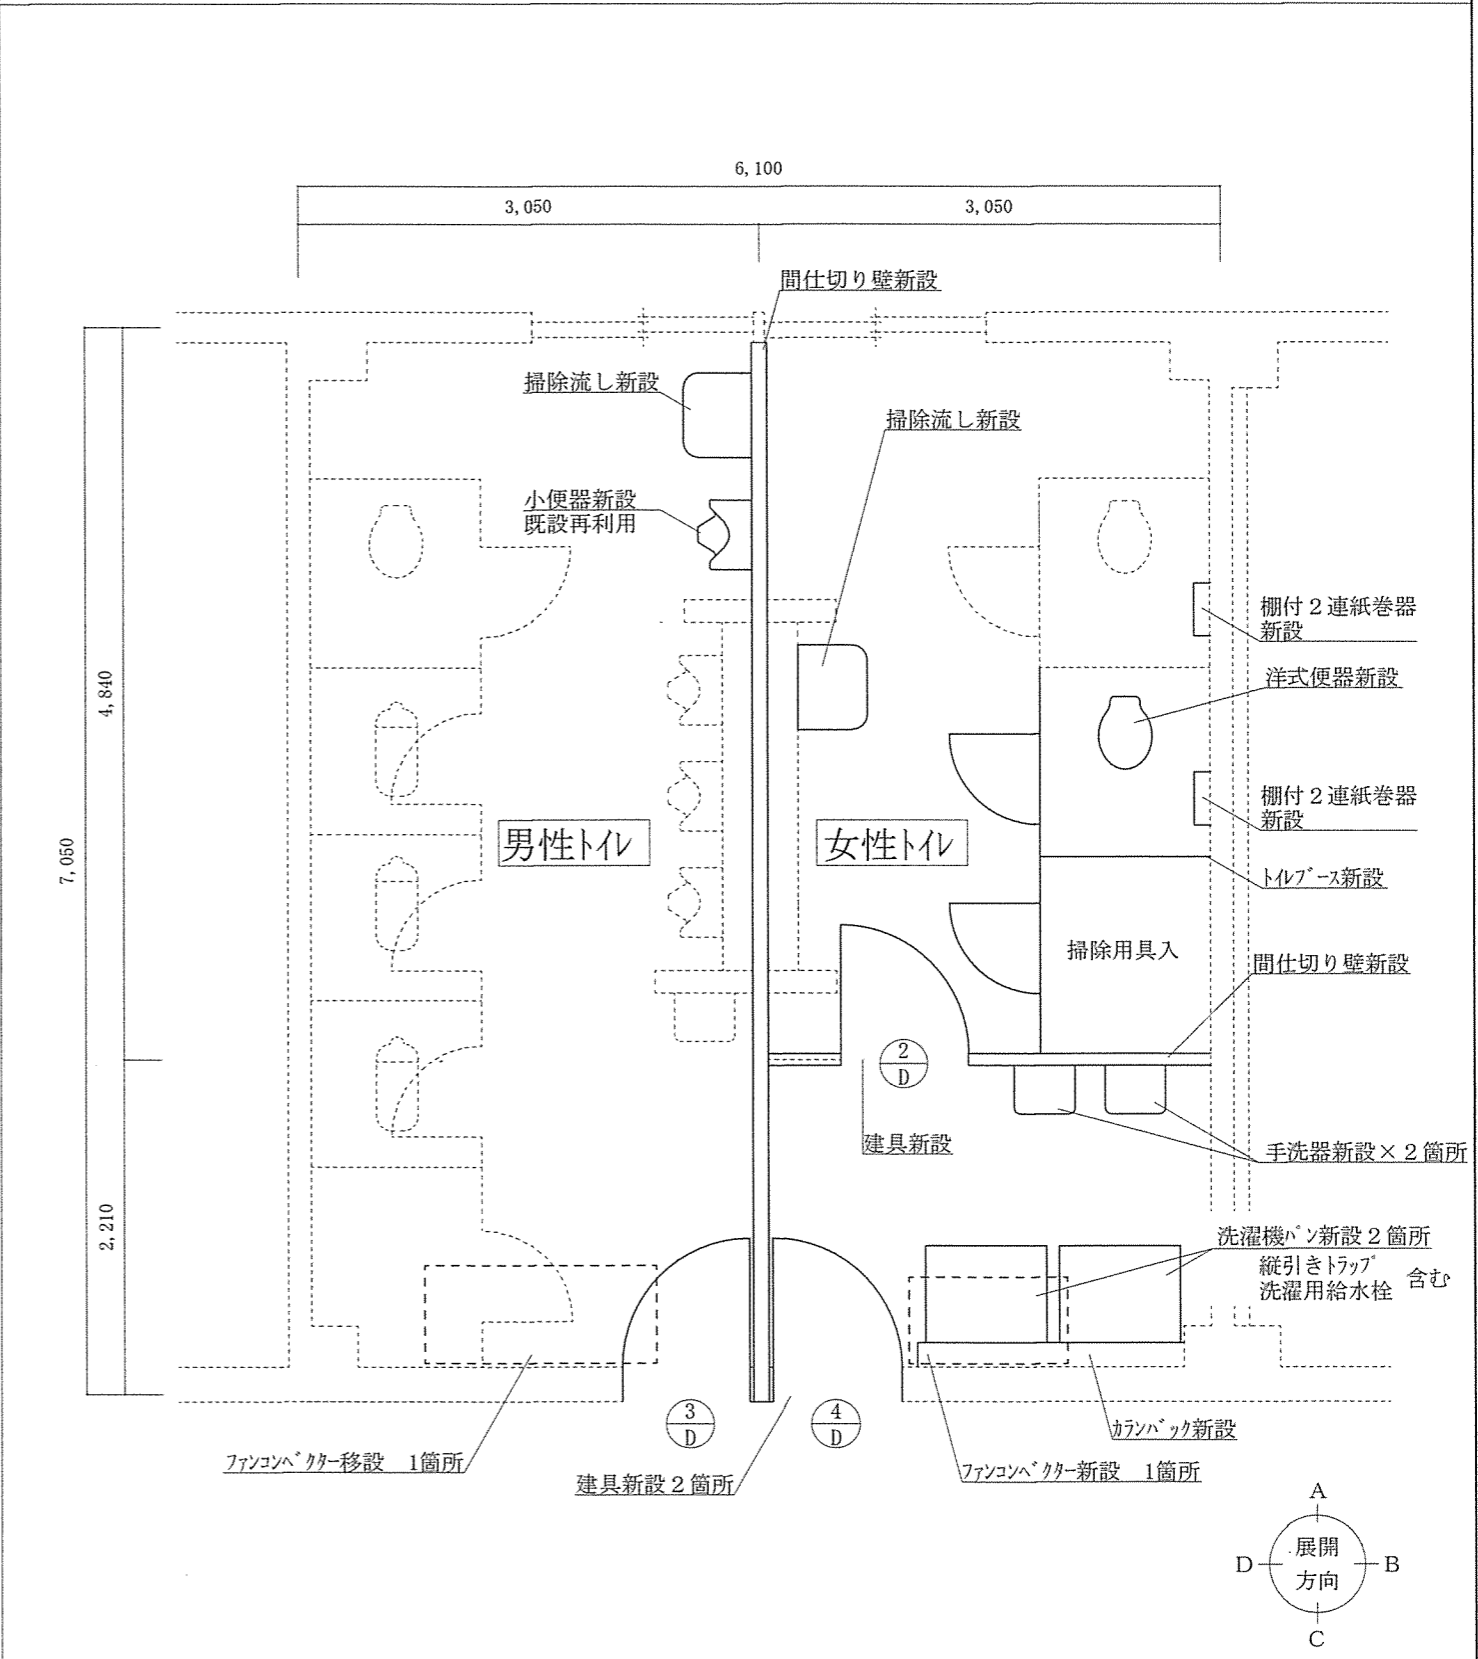 6,100
3,050
3,050
間仕切り壁新設
掃除流し新設
掃除流し新設
小便器新設
既設再利用
棚付２連紙巻器
新設
洋式便器新設
4,840
棚付２連紙巻器
新設
7,050
男性ﾄｲﾚ
女性ﾄｲﾚ
ﾄｲﾚﾌﾞｰｽ新設
掃除用具入
間仕切り壁新設
2
D
建具新設
手洗器新設×２箇所
2,210
洗濯機ﾊﾟﾝ新設２箇所
縦引きﾄﾗｯﾌﾟ
洗濯用給水栓
含む
3
D
4
D
ｶﾗﾝﾊﾞｯｸ新設
ﾌｧﾝｺﾝﾍﾞｸﾀｰ移設　1箇所
ﾌｧﾝｺﾝﾍﾞｸﾀｰ新設　1箇所
建具新設２箇所
A
展開
D
B
方向
C